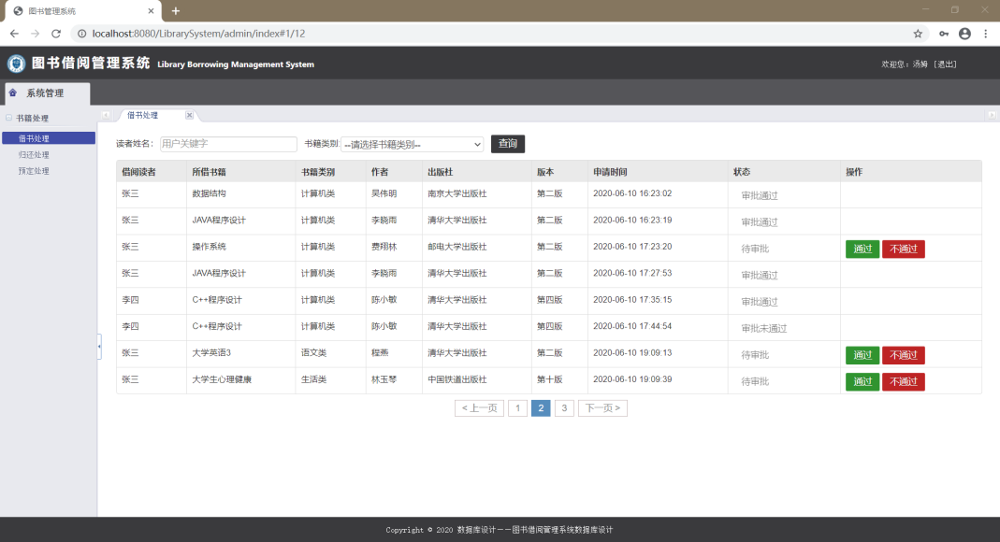 图书管理系统
localhost:8080/LibrarySystem/admin/index#1/12
图书借阅管理系统 Library Borrowing Management System
欢迎您：汤姆 [退出]
系统管理
书籍处理
借书处理
归还处理
预定处理
借书处理
读者姓名： 用户关键字 书籍类别: --请选择书籍类别-- 查询
借阅读者 所借书籍 书籍类别 作者 出版社 版本 申请时间 状态 操作
张三 数据结构 计算机类 吴伟明 南京大学出版社 第二版 2020-06-10 16:23:02 审批通过
张三 JAVA程序设计 计算机类 李晓雨 清华大学出版社 第二版 2020-06-10 16:23:19 审批通过
张三 操作系统 计算机类 费翔林 邮电大学出版社 第二版 2020-06-10 17:23:20 待审批 通过 不通过
张三 JAVA程序设计 计算机类 李晓雨 清华大学出版社 第二版 2020-06-10 17:27:53 审批通过
李四 C++程序设计 计算机类 陈小敏 清华大学出版社 第四版 2020-06-10 17:35:15 审批通过
李四 C++程序设计 计算机类 陈小敏 清华大学出版社 第四版 2020-06-10 17:44:54 审批未通过
张三 大学英语3 语文类 程燕 清华大学出版社 第二版 2020-06-10 19:09:13 待审批 通过 不通过
张三 大学生心理健康 生活类 林玉琴 中国铁道出版社 第十版 2020-06-10 19:09:39 待审批 通过 不通过
< 上一页 1 2 3 下一页 >
Copyright © 2020 数据库设计——图书借阅管理系统数据库设计